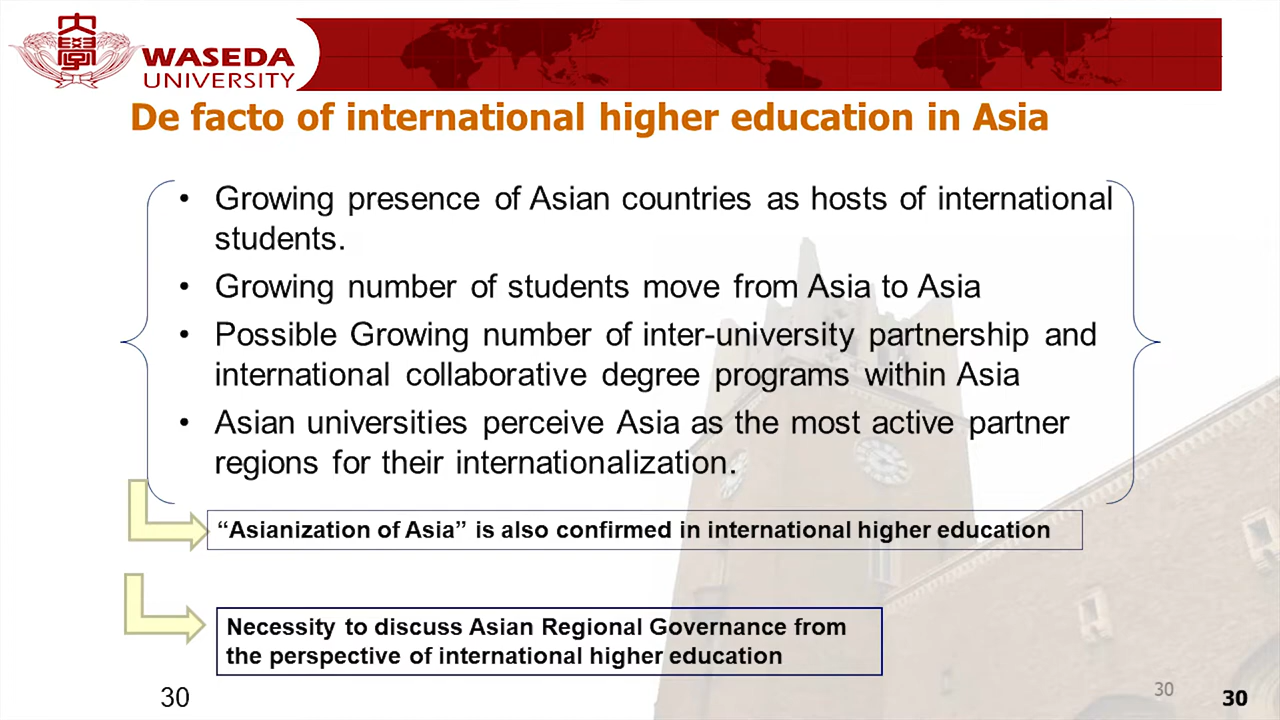 大
學
WASEDA
UNIVERSITY
De facto of international higher education in Asia
• Growing presence of Asian countries as hosts of international
students.
• Growing number of students move from Asia to Asia
• Possible Growing number of inter-university partnership and
international collaborative degree programs within Asia
• Asian universities perceive Asia as the most active partner
regions for their internationalization.
“Asianization of Asia” is also confirmed in international higher education
Necessity to discuss Asian Regional Governance from
the perspective of international higher education
30
30
30